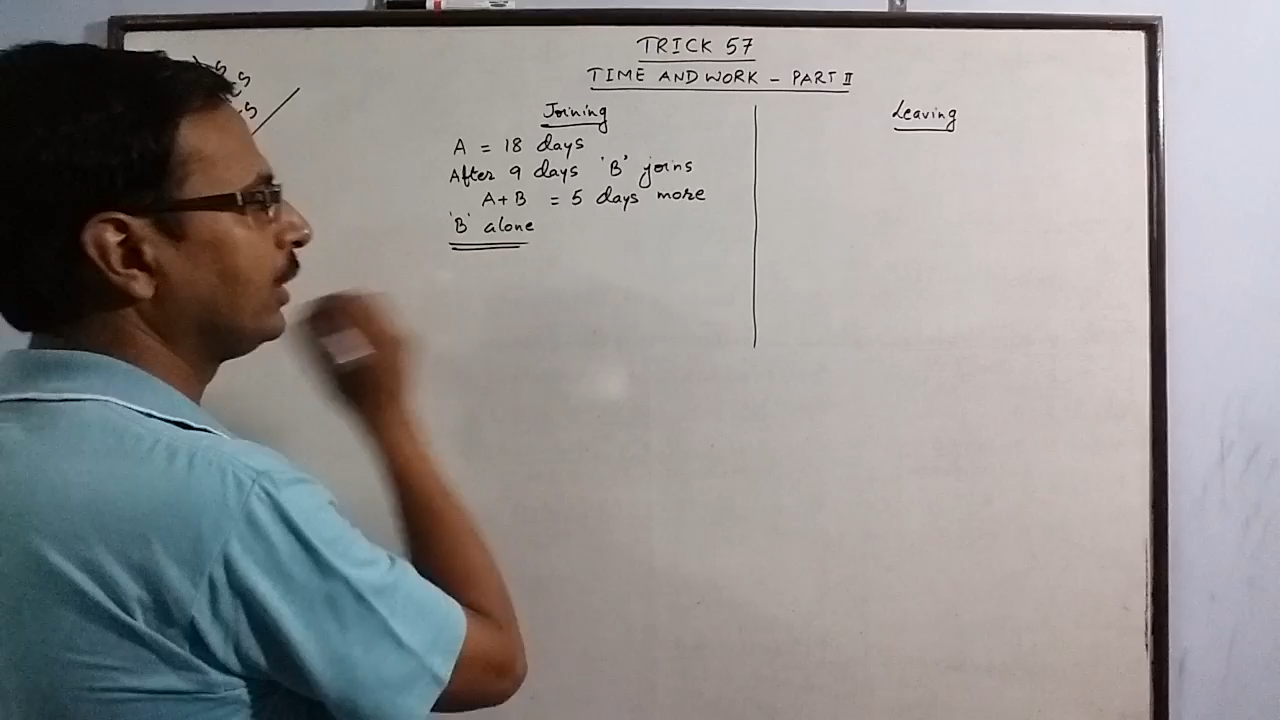 TRICK 57
TIME AND WORK - PART II
Joining
A = 18 days
After 9 days 'B' joins
A+B = 5 days more
'B' alone
Leaving